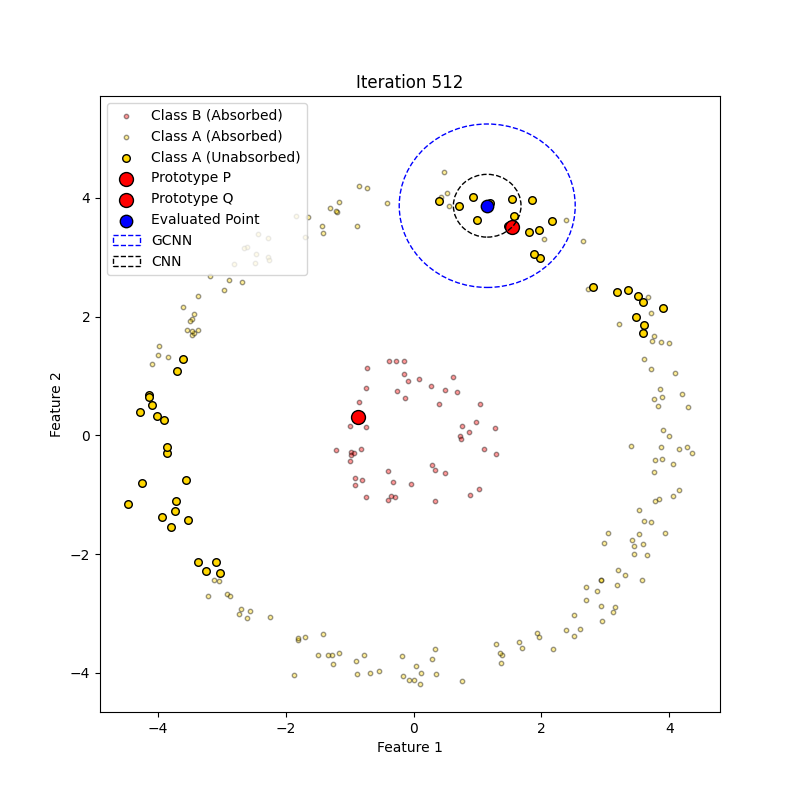 Iteration 512
Class B (Absorbed)
Class A (Absorbed)
Class A (Unabsorbed)
Prototype P
Prototype Q
Evaluated Point
GCNN
CNN
4
2
0
−2
−4
Feature 2
−4
−2
0
2
4
Feature 1